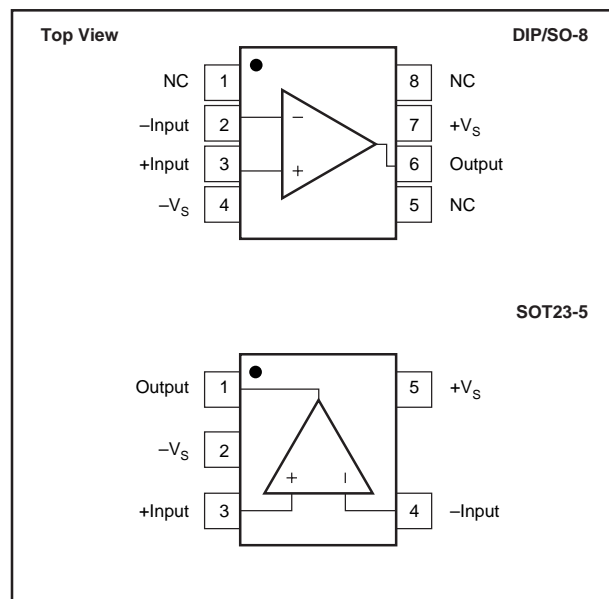 Top View DIP/SO-8
NC 1 8 NC
–Input 2 – 7 +VS
+Input 3 + 6 Output
–VS 4 5 NC
SOT23-5
Output 1 5 +VS
–VS 2
+Input 3 + – 4 –Input